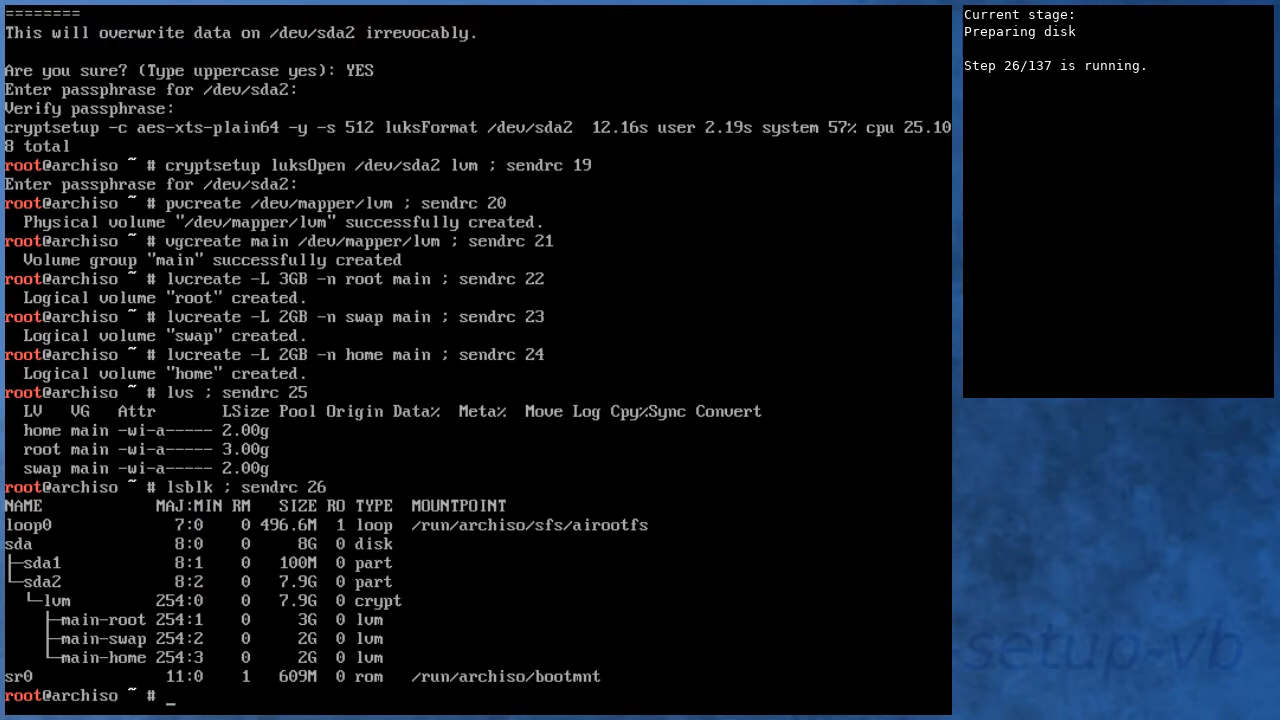 ========
This will overwrite data on /dev/sda2 irrevocably.
Are you sure? (Type uppercase yes): YES
Enter passphrase for /dev/sda2:
Verify passphrase:
cryptsetup -c aes-xts-plain64 -y -s 512 luksFormat /dev/sda2  12.16s user 2.19s system 57% cpu 25.10
8 total
root@archiso ~ # cryptsetup luksOpen /dev/sda2 lvm ; sendrc 19
Enter passphrase for /dev/sda2:
root@archiso ~ # pvcreate /dev/mapper/lvm ; sendrc 20
  Physical volume "/dev/mapper/lvm" successfully created.
root@archiso ~ # vgcreate main /dev/mapper/lvm ; sendrc 21
  Volume group "main" successfully created
root@archiso ~ # lvcreate -L 3GB -n root main ; sendrc 22
  Logical volume "root" created.
root@archiso ~ # lvcreate -L 2GB -n swap main ; sendrc 23
  Logical volume "swap" created.
root@archiso ~ # lvcreate -L 2GB -n home main ; sendrc 24
  Logical volume "home" created.
root@archiso ~ # lvs ; sendrc 25
  LV   VG   Attr       LSize Pool Origin Data%  Meta%  Move Log Cpy%Sync Convert
  home main -wi-a----- 2.00g
  root main -wi-a----- 3.00g
  swap main -wi-a----- 2.00g
root@archiso ~ # lsblk ; sendrc 26
NAME            MAJ:MIN RM   SIZE RO TYPE  MOUNTPOINT
loop0             7:0    0 496.6M  1 loop  /run/archiso/sfs/airootfs
sda               8:0    0     8G  0 disk
├─sda1            8:1    0   100M  0 part
└─sda2            8:2    0   7.9G  0 part
  └─lvm         254:0    0   7.9G  0 crypt
    ├─main-root 254:1    0     3G  0 lvm
    ├─main-swap 254:2    0     2G  0 lvm
    └─main-home 254:3    0     2G  0 lvm
sr0              11:0    1   609M  0 rom   /run/archiso/bootmnt
root@archiso ~ # _
Current stage:
Preparing disk
Step 26/137 is running.
-setup-vb